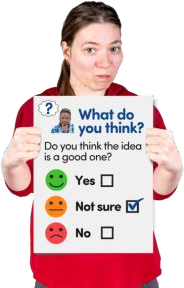 ?
What do
you think?
Do you think the idea
is a good one?
Yes
Not sure
No